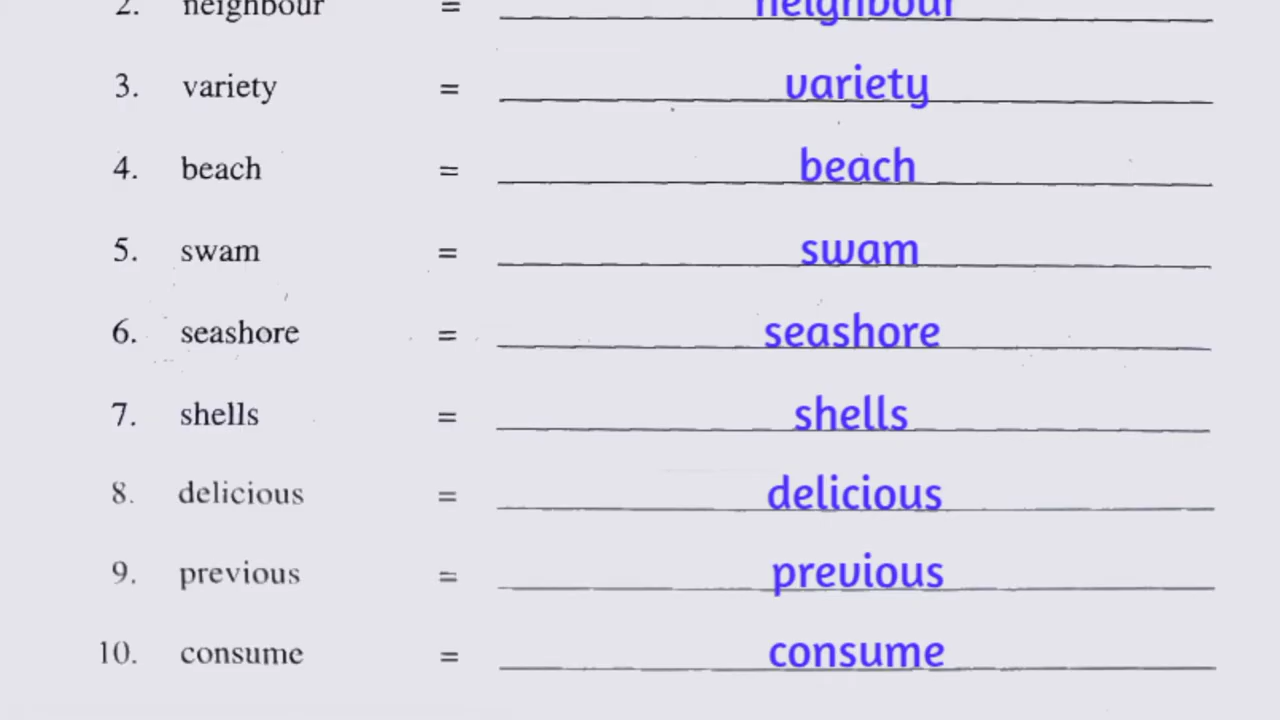 2. neighbour = neighbour
3. variety = variety
4. beach = beach
5. swam = swam
6. seashore = seashore
7. shells = shells
8. delicious = delicious
9. previous = previous
10. consume = consume